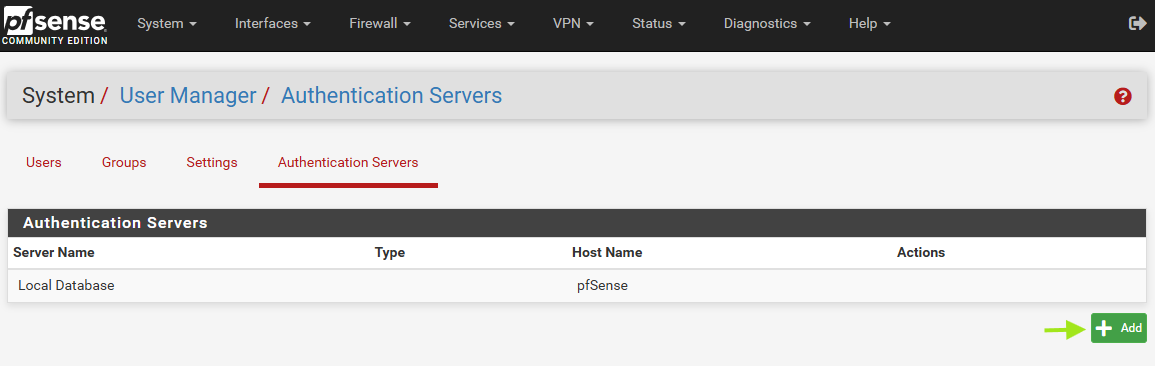 pfsense System Interfaces Firewall Services VPN Status Diagnostics Help
COMMUNITY EDITION
System / User Manager / Authentication Servers
Users Groups Settings Authentication Servers
Authentication Servers
Server Name Type Host Name Actions
Local Database pfSense
Add